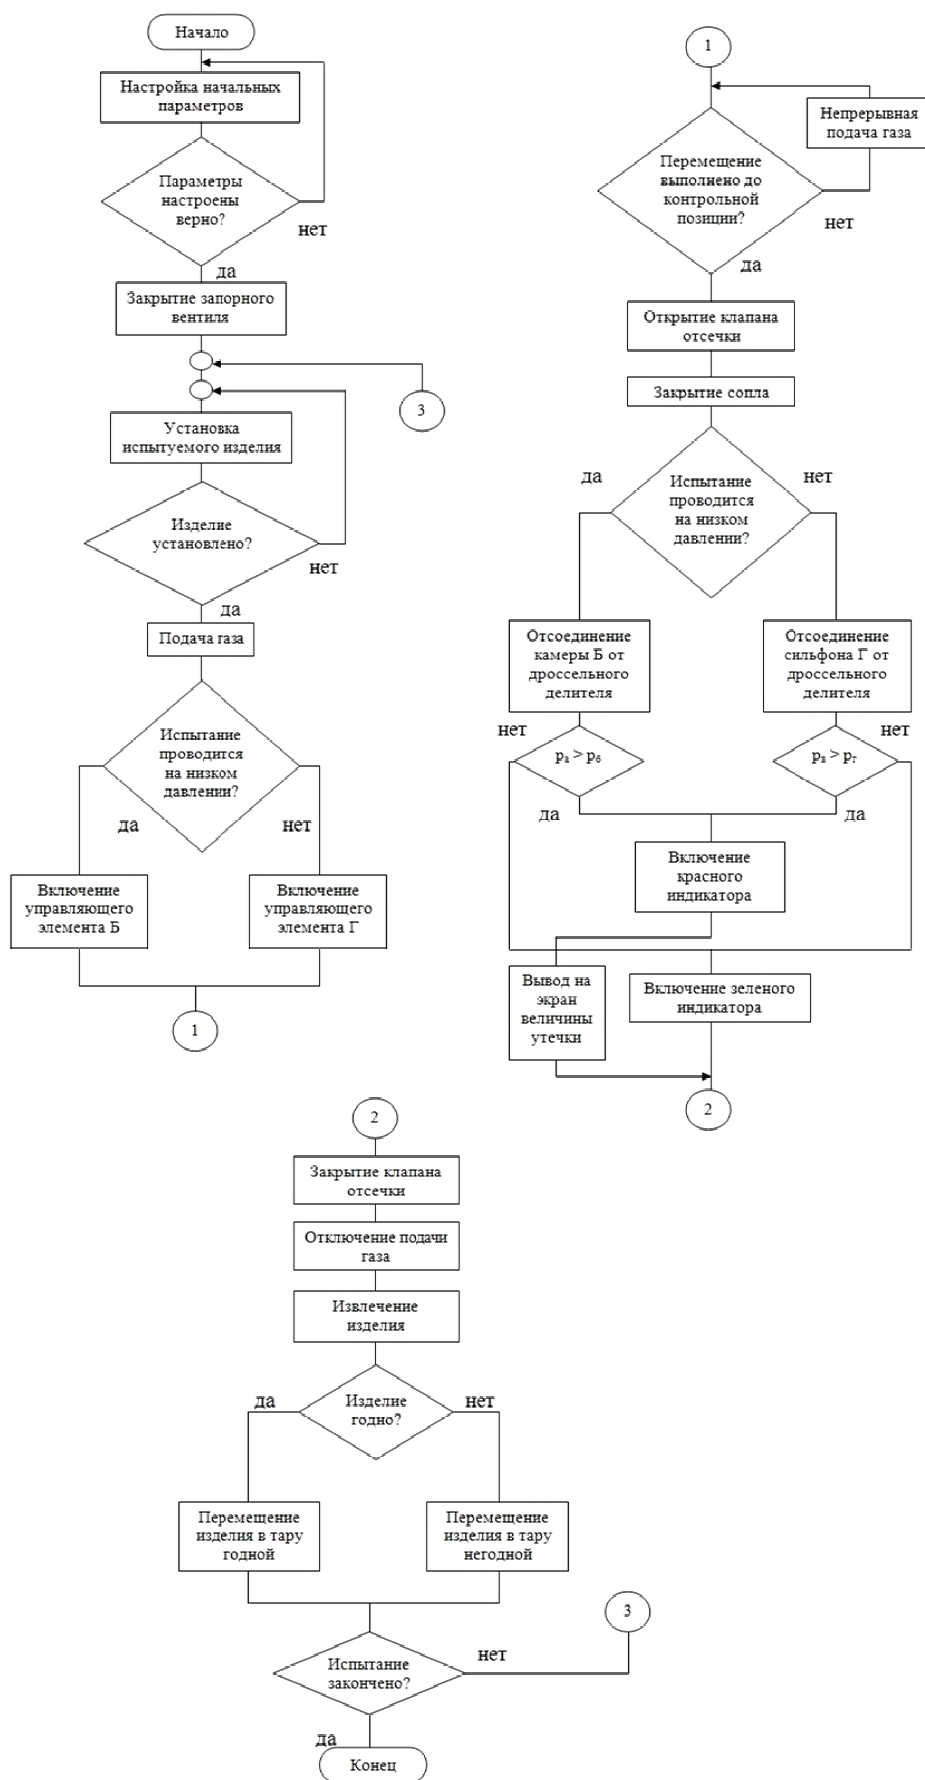 Начало
Настройка начальных
параметров
Параметры
настроены
верно?
нет
да
Закрытие запорного
вентиля
3
Установка
испытуемого изделия
Изделие
установлено?
нет
да
Подача газа
Испытание
проводится
на низком
давлении?
да
нет
Включение
управляющего
элемента Б
Включение
управляющего
элемента Г
1
1
Непрерывная
подача газа
Перемещение
выполнено до
контрольной
позиции?
нет
да
Открытие клапана
отсечки
Закрытие сопла
да
нет
Испытание
проводится
на низком
давлении?
Отсоединение
камеры Б от
дроссельного
делителя
Отсоединение
сильфона Г от
дроссельного
делителя
нет
нет
pа > pб
pв > pг
да
да
Включение
красного
индикатора
Вывод на
экран
величины
утечки
Включение зеленого
индикатора
2
2
Закрытие клапана
отсечки
Отключение подачи
газа
Извлечение
изделия
да
нет
Изделие
годно?
Перемещение
изделия в тару
годной
Перемещение
изделия в тару
негодной
3
Испытание
закончено?
нет
да
Конец